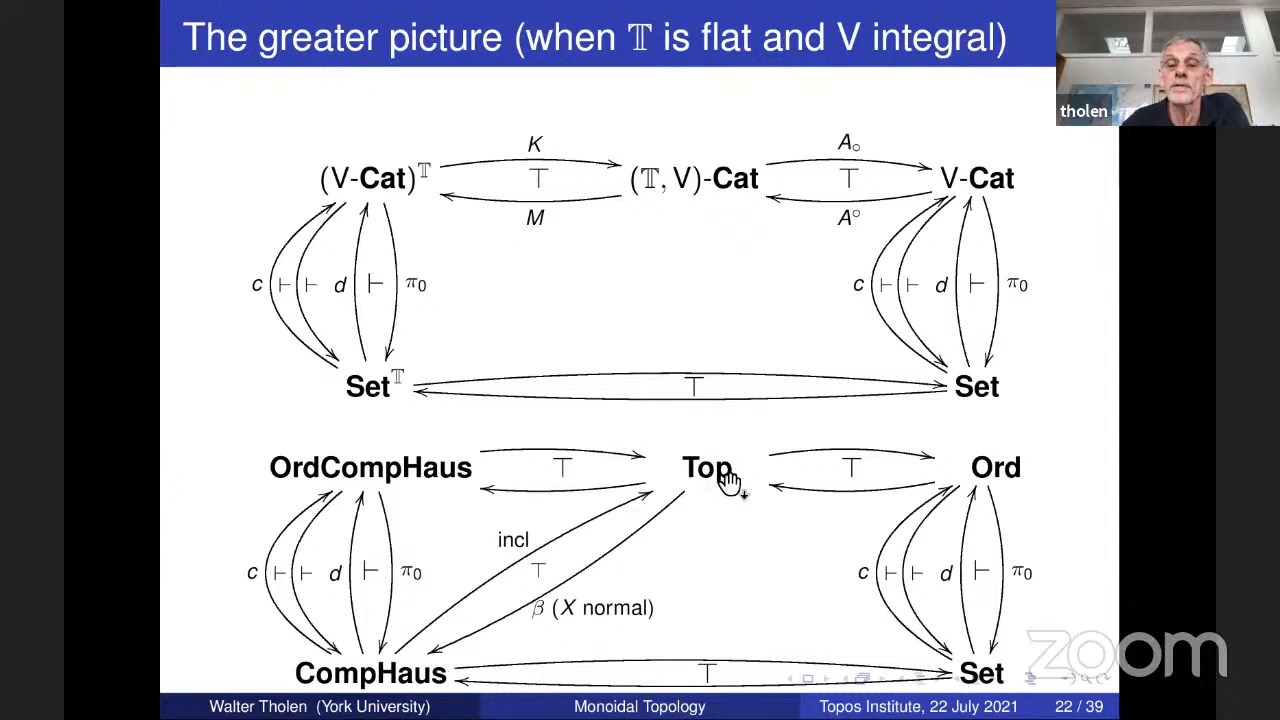 The greater picture (when 𝕋 is flat and V integral)
tholen
K A∘
(V-Cat)^𝕋 ⊤ (𝕋, V)-Cat ⊤ V-Cat
M A°
c ⊢ ⊢ d ⊢ π₀ c ⊢ ⊢ d ⊢ π₀
Set^𝕋 ⊤ Set
OrdCompHaus ⊤ Top ⊤ Ord
incl
c ⊢ ⊢ d ⊢ π₀ ⊤ c ⊢ ⊢ d ⊢ π₀
β (X normal)
CompHaus ⊤ Set
zoom
Walter Tholen (York University) Monoidal Topology Topos Institute, 22 July 2021 22 / 39